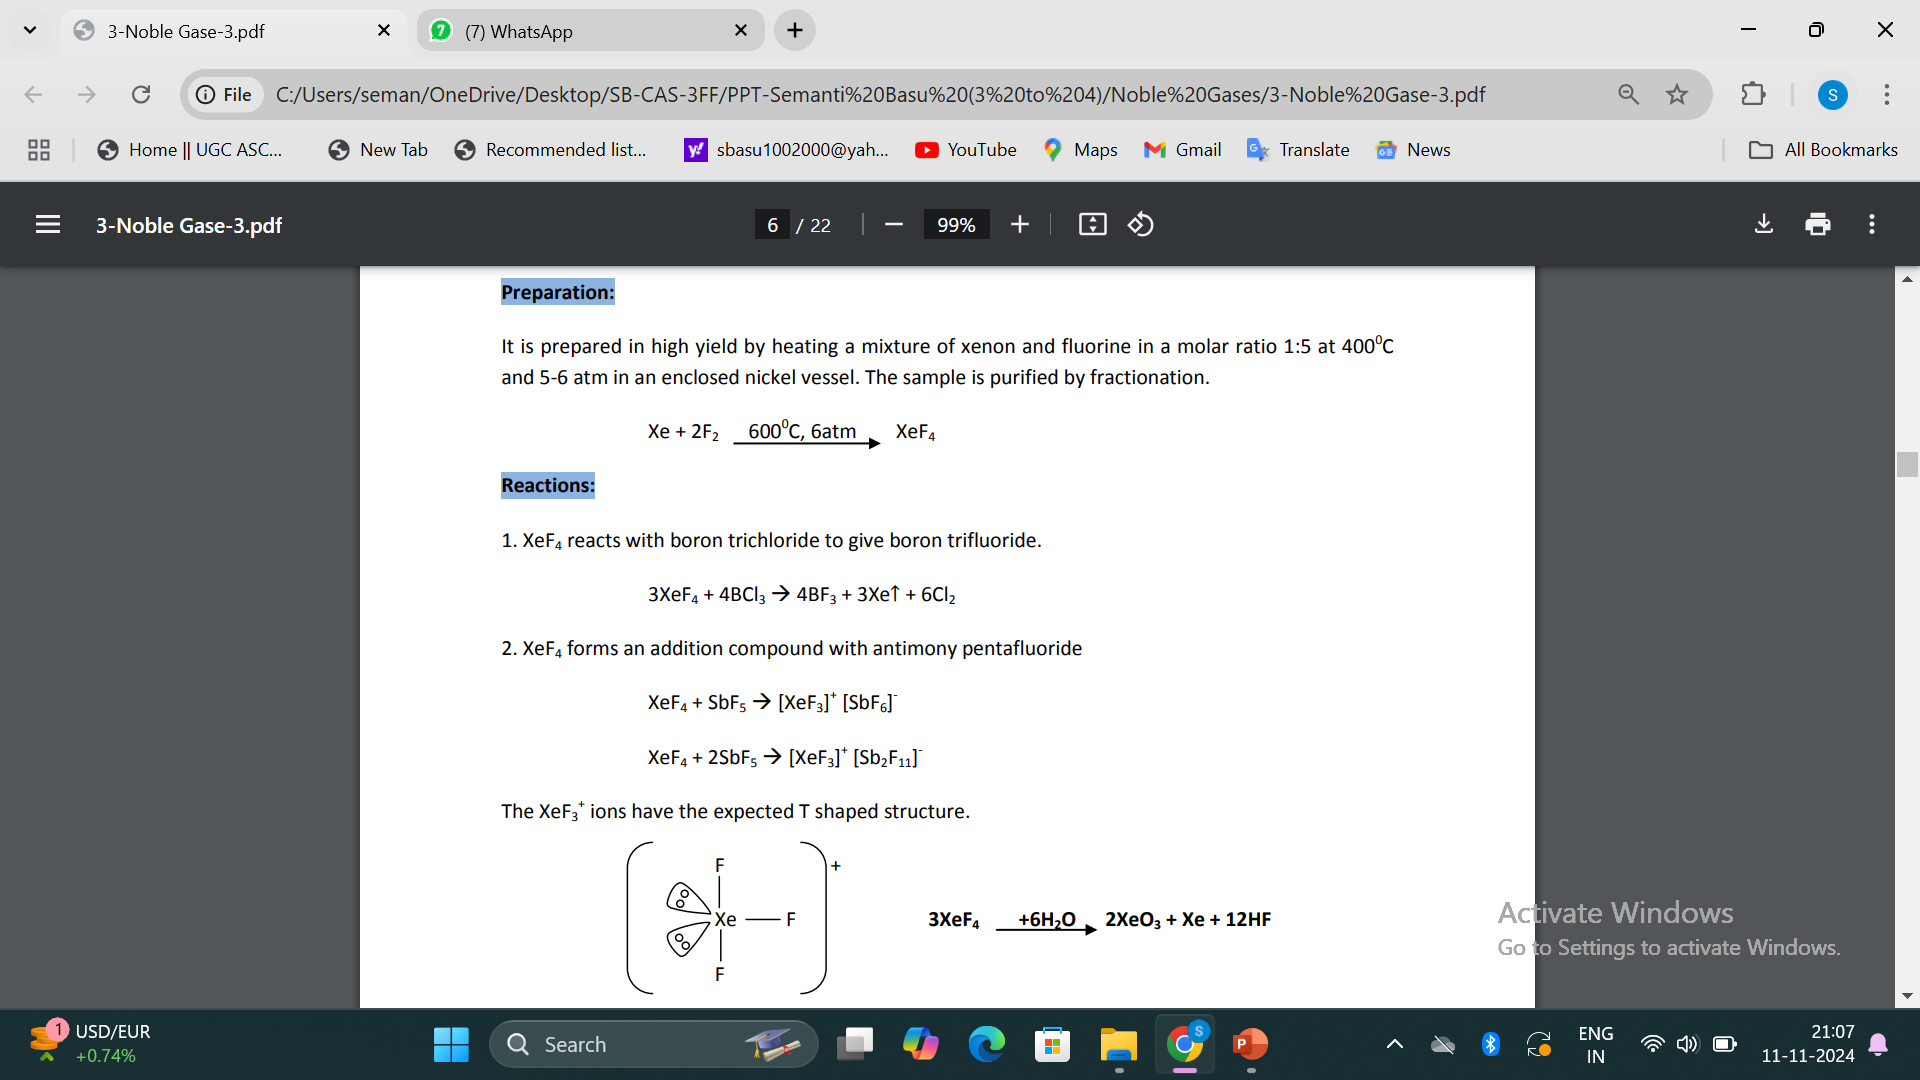 3-Noble Gase-3.pdf
(7) WhatsApp
File C:/Users/seman/OneDrive/Desktop/SB-CAS-3FF/PPT-Semanti%20Basu%20(3%20to%204)/Noble%20Gases/3-Noble%20Gase-3.pdf S
Home || UGC ASC... New Tab Recommended list... sbasu1002000@yah... YouTube Maps Gmail Translate News All Bookmarks
3-Noble Gase-3.pdf 6 / 22 99%
Preparation:
It is prepared in high yield by heating a mixture of xenon and fluorine in a molar ratio 1:5 at 400⁰C
and 5-6 atm in an enclosed nickel vessel. The sample is purified by fractionation.
Xe + 2F₂ 600⁰C, 6atm XeF₄
Reactions:
1. XeF₄ reacts with boron trichloride to give boron trifluoride.
3XeF₄ + 4BCl₃ → 4BF₃ + 3Xe↑ + 6Cl₂
2. XeF₄ forms an addition compound with antimony pentafluoride
XeF₄ + SbF₅ → [XeF₃]⁺ [SbF₆]⁻
XeF₄ + 2SbF₅ → [XeF₃]⁺ [Sb₂F₁₁]⁻
The XeF₃⁺ ions have the expected T shaped structure.
F +
Xe F
F
3XeF₄ +6H₂O 2XeO₃ + Xe + 12HF
Activate Windows
Go to Settings to activate Windows.
1 USD/EUR
+0.74%
Search
ENG
IN
21:07
11-11-2024